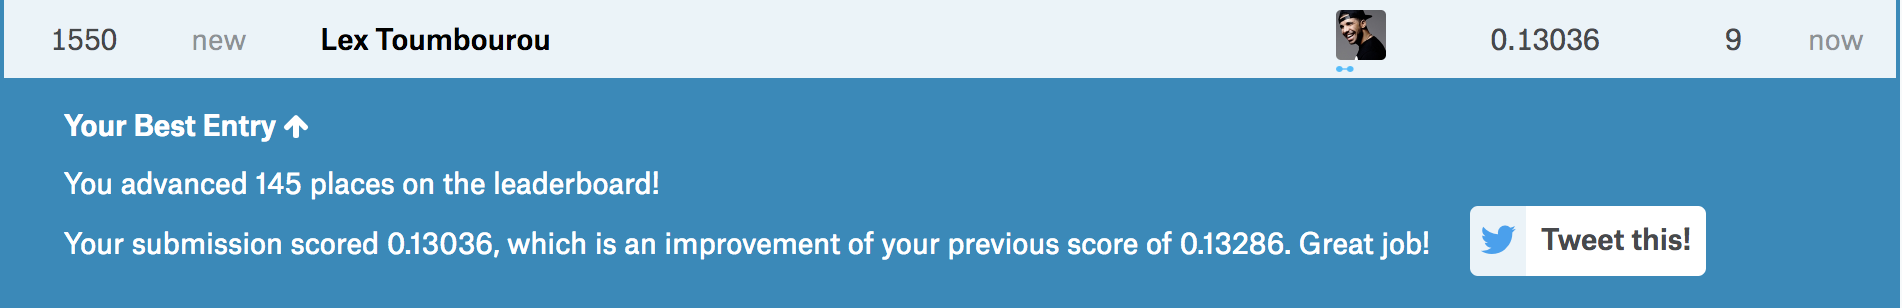 1550 new Lex Toumbourou 0.13036 9 now
Your Best Entry
You advanced 145 places on the leaderboard!
Your submission scored 0.13036, which is an improvement of your previous score of 0.13286. Great job! Tweet this!